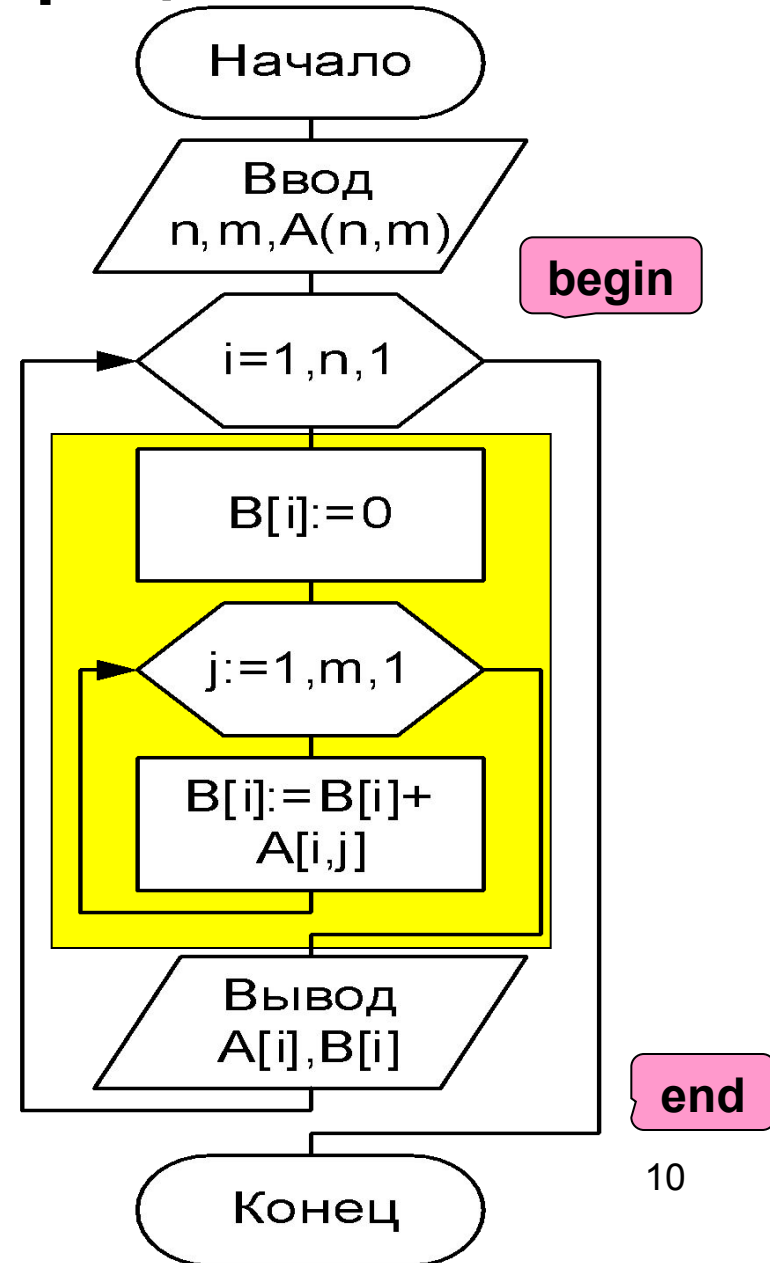 Начало
Ввод
n,m,A(n,m)
begin
i=1,n,1
B[i]:=0
j:=1,m,1
B[i]:=B[i]+
A[i,j]
Вывод
A[i],B[i]
end
10
Конец